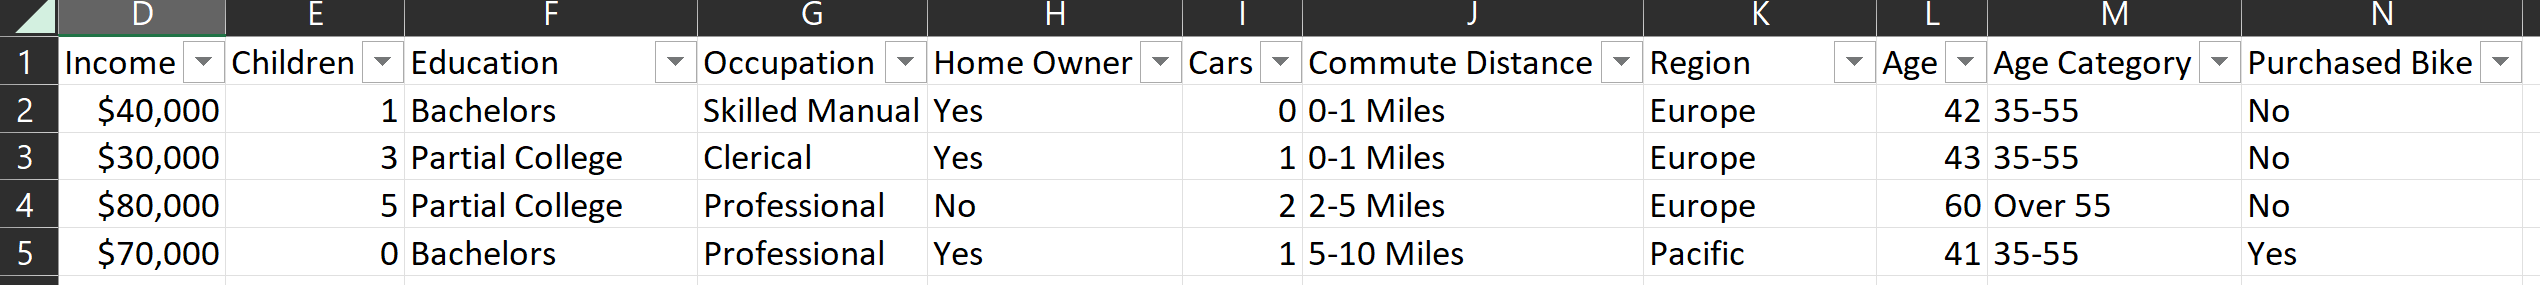 D E F G H I J K L M N
1 Income Children Education Occupation Home Owner Cars Commute Distance Region Age Age Category Purchased Bike
2 $40,000 1 Bachelors Skilled Manual Yes 0 0-1 Miles Europe 42 35-55 No
3 $30,000 3 Partial College Clerical Yes 1 0-1 Miles Europe 43 35-55 No
4 $80,000 5 Partial College Professional No 2 2-5 Miles Europe 60 Over 55 No
5 $70,000 0 Bachelors Professional Yes 1 5-10 Miles Pacific 41 35-55 Yes